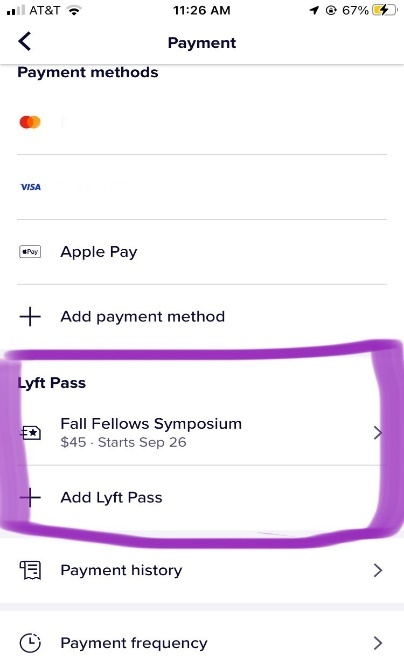 AT&T 11:26 AM 67%
Payment
Payment methods
VISA
Pay Apple Pay
Add payment method
Lyft Pass
Fall Fellows Symposium
$45 · Starts Sep 26
Add Lyft Pass
Payment history
Payment frequency